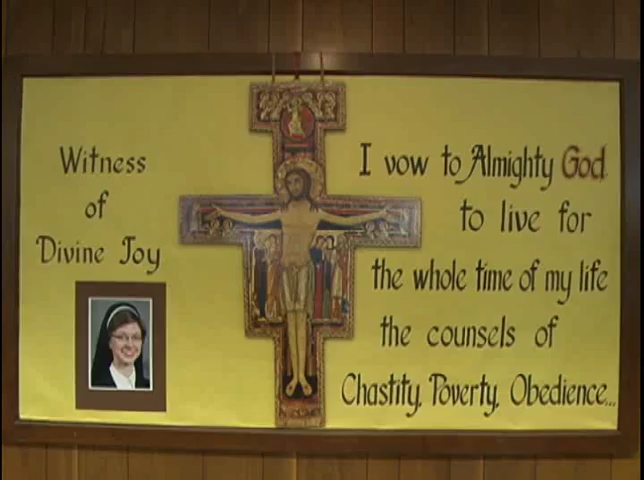 Witness
of
Divine Joy
I vow to Almighty God
to live for
the whole time of my life
the counsels of
Chastity, Poverty, Obedience...